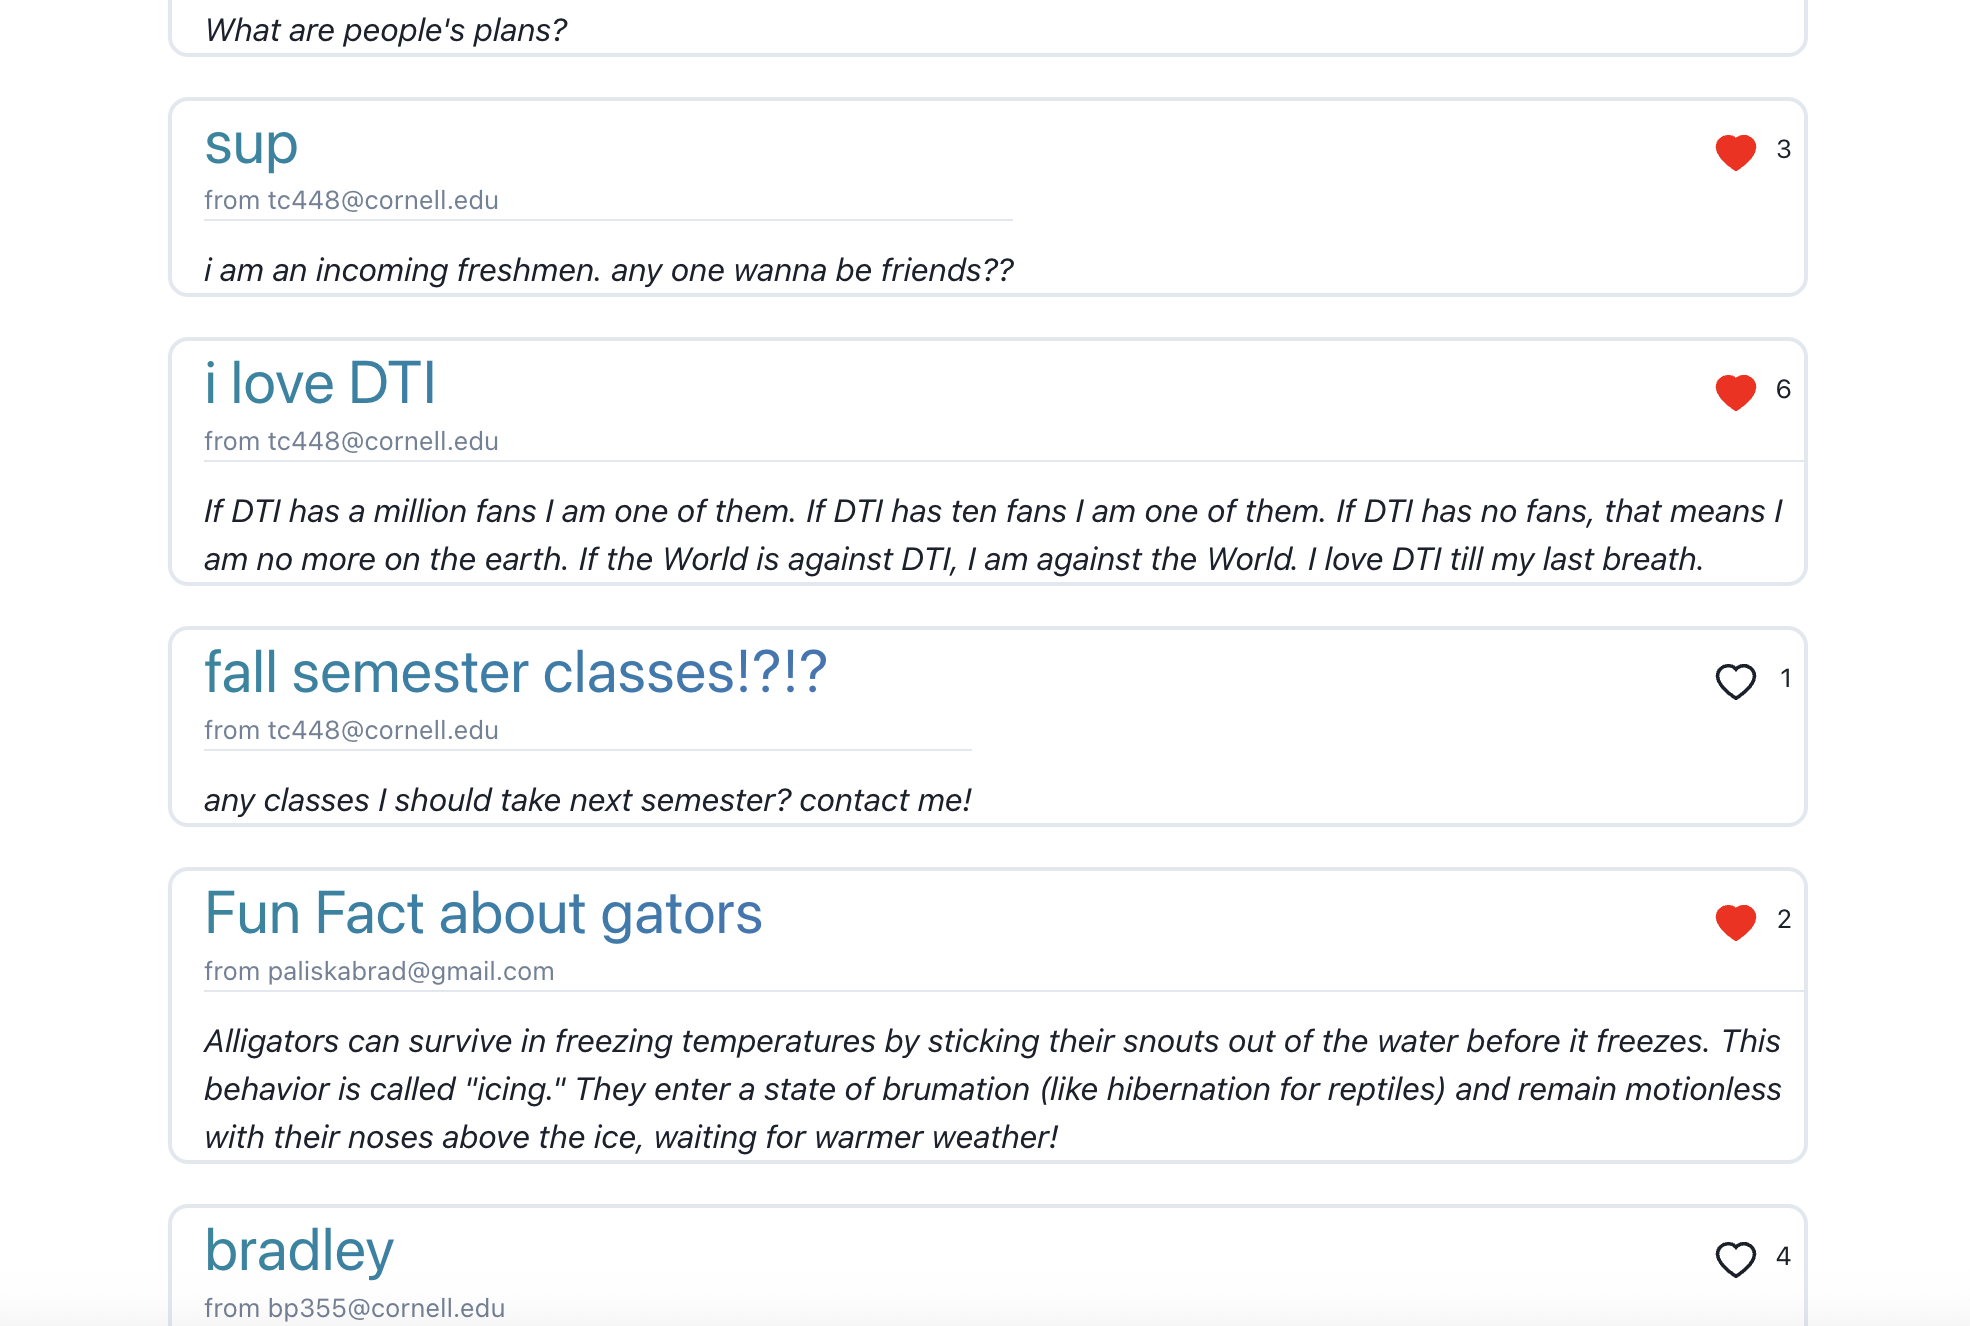 What are people's plans?
sup
3
from tc448@cornell.edu
i am an incoming freshmen. any one wanna be friends??
i love DTI
6
from tc448@cornell.edu
If DTI has a million fans I am one of them. If DTI has ten fans I am one of them. If DTI has no fans, that means I
am no more on the earth. If the World is against DTI, I am against the World. I love DTI till my last breath.
fall semester classes!?!?
1
from tc448@cornell.edu
any classes I should take next semester? contact me!
Fun Fact about gators
2
from paliskabrad@gmail.com
Alligators can survive in freezing temperatures by sticking their snouts out of the water before it freezes. This
behavior is called "icing." They enter a state of brumation (like hibernation for reptiles) and remain motionless
with their noses above the ice, waiting for warmer weather!
bradley
4
from bp355@cornell.edu